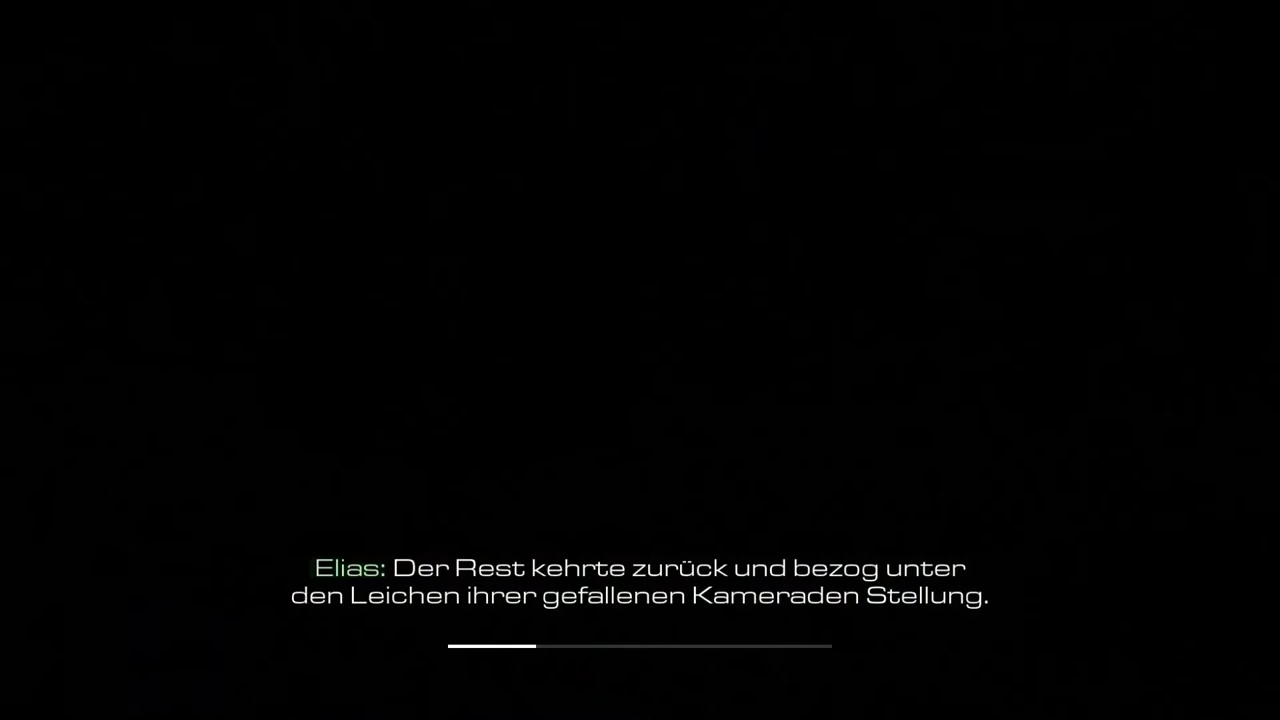 Elias: Der Rest kehrte zurück und bezog unter
den Leichen ihrer gefallenen Kameraden Stellung.